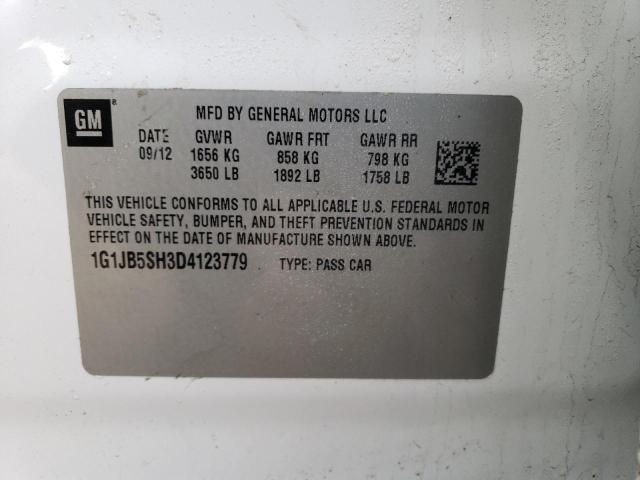 GM ®
MFD BY GENERAL MOTORS LLC
DATE GVWR GAWR FRT GAWR RR
09/12 1656 KG 858 KG 798 KG
3650 LB 1892 LB 1758 LB
THIS VEHICLE CONFORMS TO ALL APPLICABLE U.S. FEDERAL MOTOR
VEHICLE SAFETY, BUMPER, AND THEFT PREVENTION STANDARDS IN
EFFECT ON THE DATE OF MANUFACTURE SHOWN ABOVE.
1G1JB5SH3D4123779 TYPE: PASS CAR